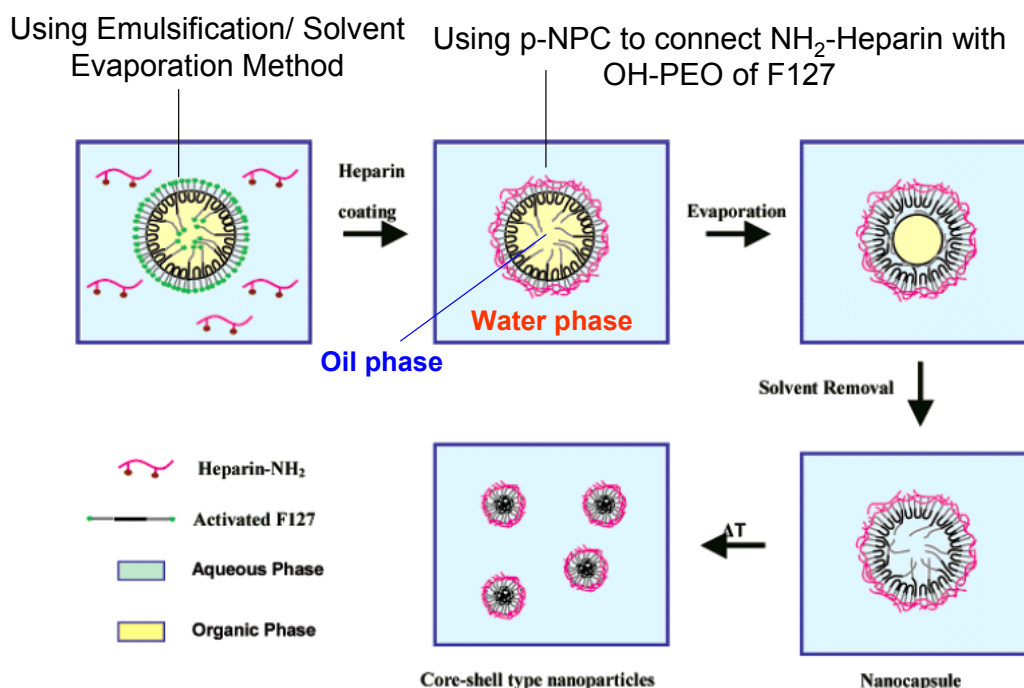 Using Emulsification/ Solvent
Evaporation Method
Using p-NPC to connect NH₂-Heparin with
OH-PEO of F127
Heparin
coating
Evaporation
Water phase
Oil phase
Solvent Removal
Heparin-NH₂
Activated F127
Aqueous Phase
Organic Phase
ΔT
Core-shell type nanoparticles
Nanocapsule